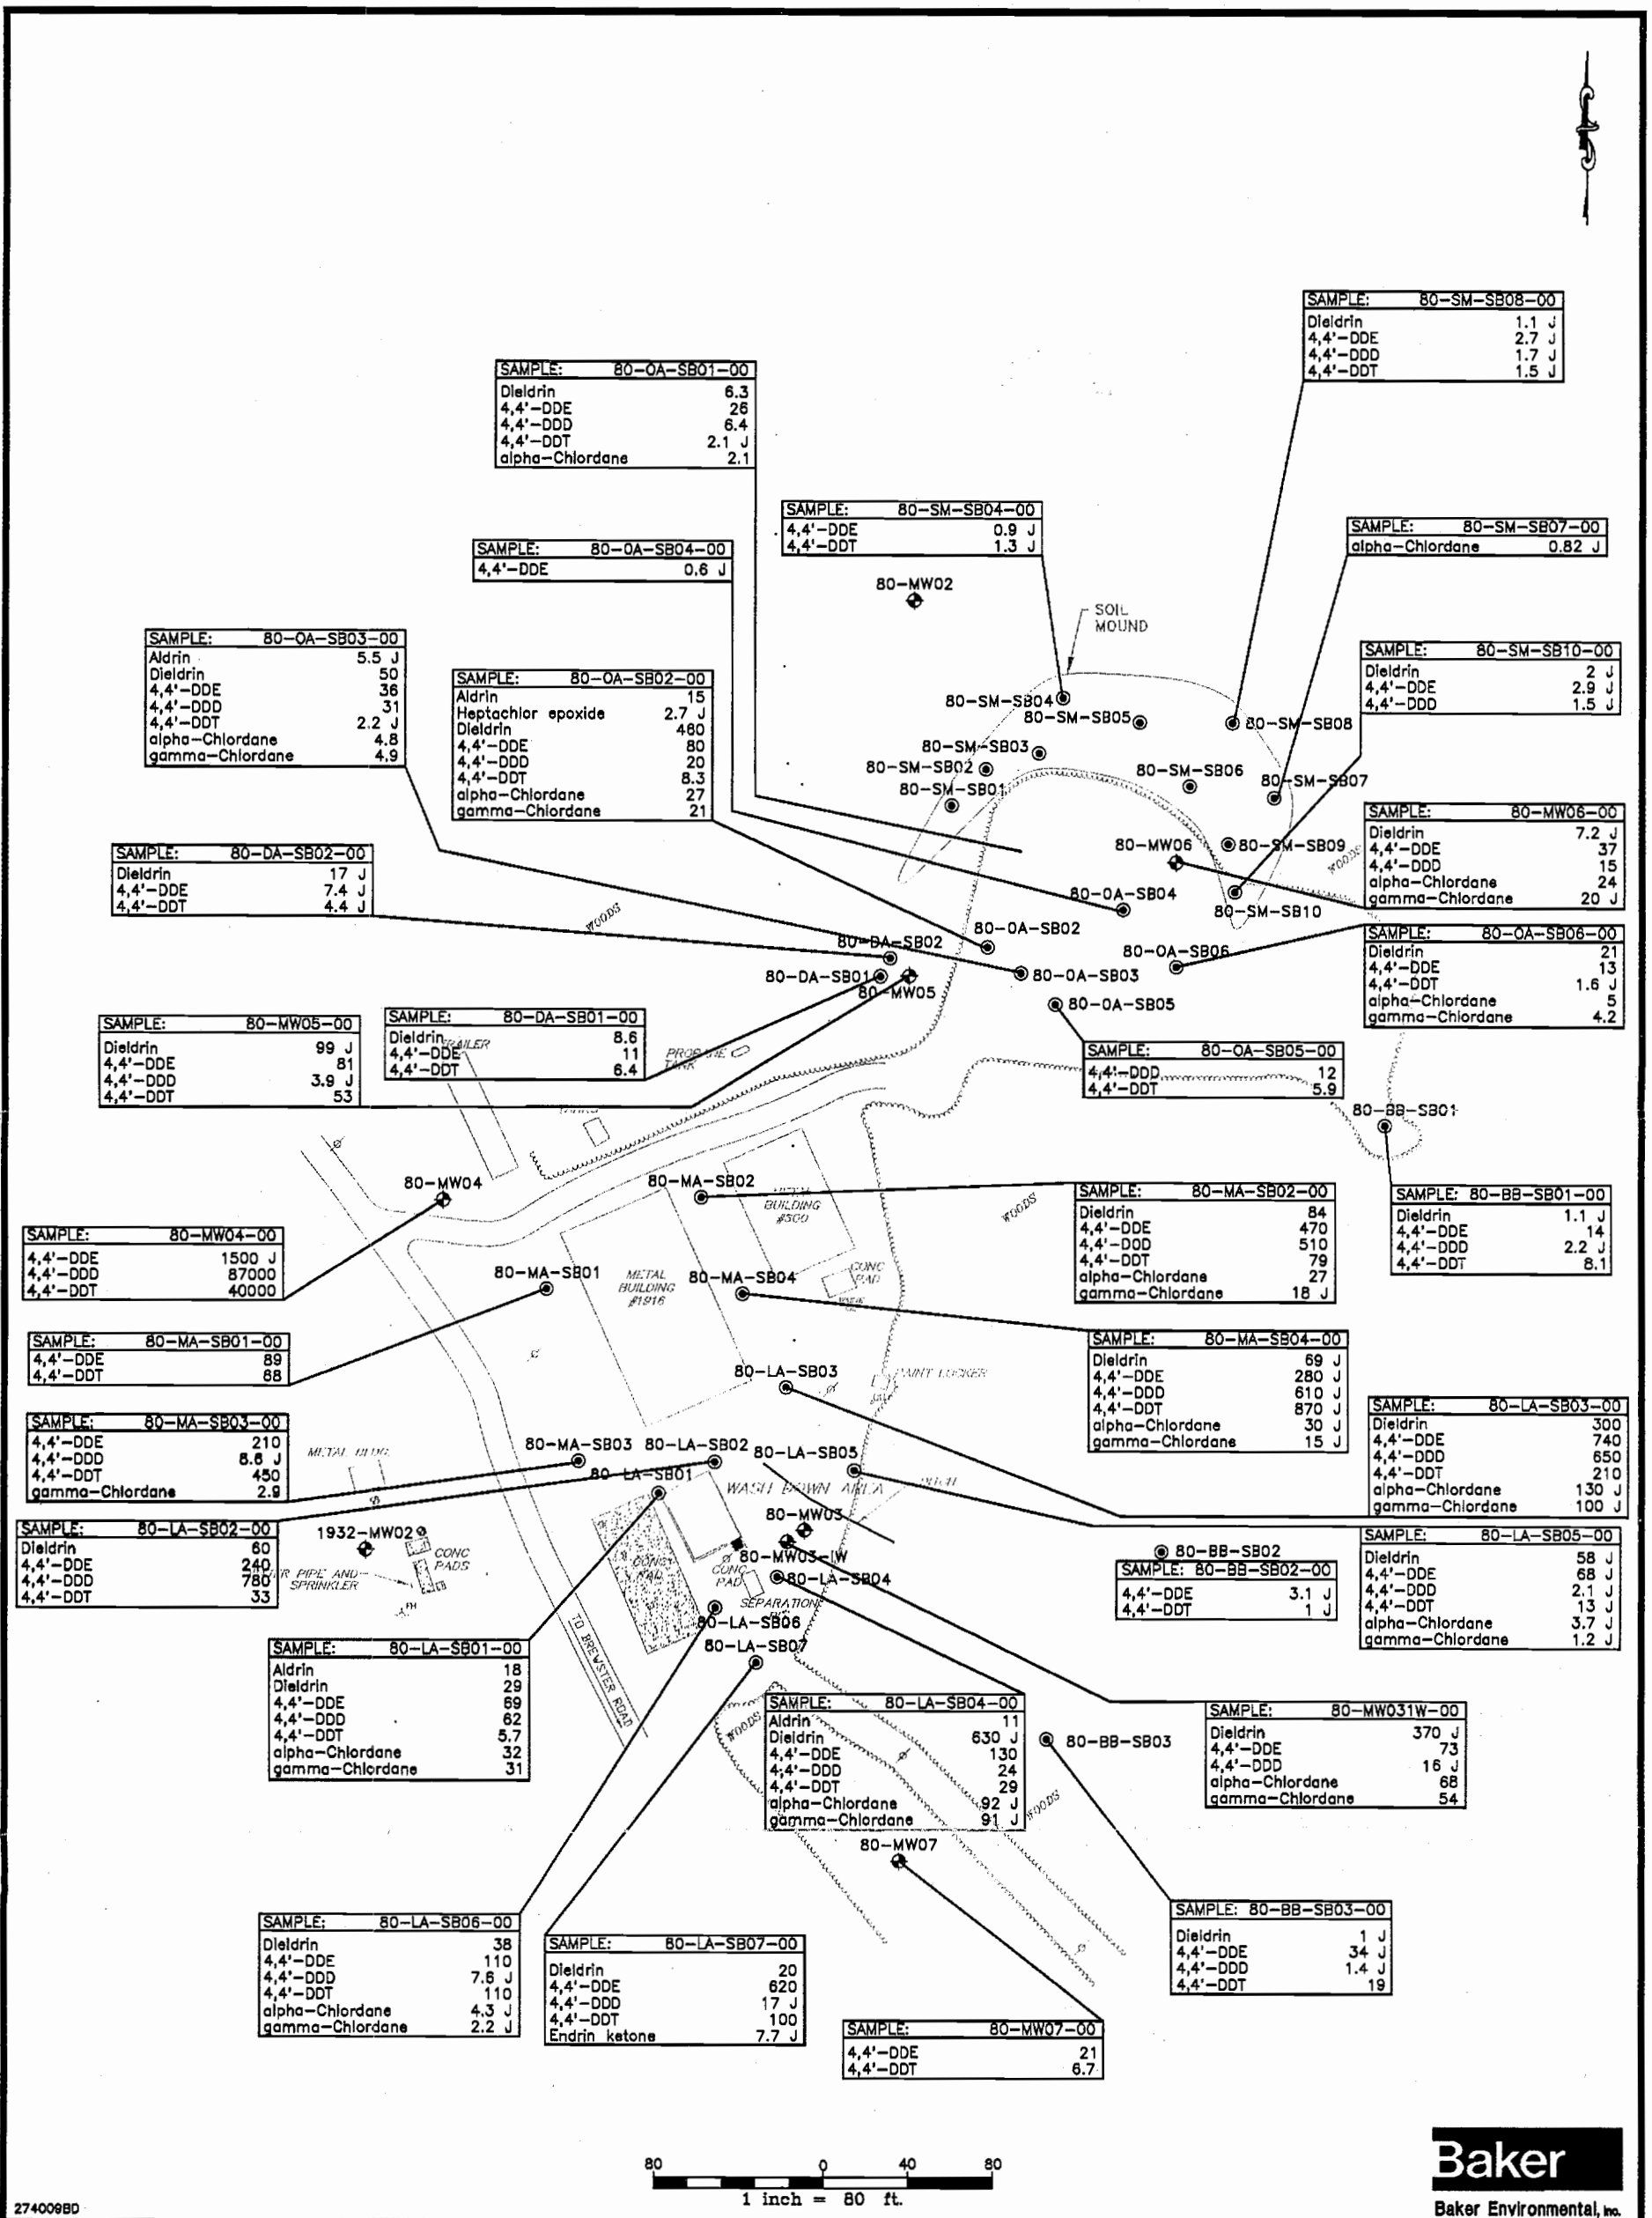 SAMPLE: 80-SM-SB08-00
Dieldrin 1.1 J
4,4'-DDE 2.7 J
4,4'-DDD 1.7 J
4,4'-DDT 1.5 J
SAMPLE: 80-OA-SB01-00
Dieldrin 6.3
4,4'-DDE 26
4,4'-DDD 6.4
4,4'-DDT 2.1 J
alpha-Chlordane 2.1
SAMPLE: 80-SM-SB04-00
4,4'-DDE 0.9 J
4,4'-DDT 1.3 J
SAMPLE: 80-SM-SB07-00
alpha-Chlordane 0.82 J
SAMPLE: 80-OA-SB04-00
4,4'-DDE 0.6 J
80-MW02
SOIL
MOUND
SAMPLE: 80-OA-SB03-00
Aldrin 5.5 J
Dieldrin 50
4,4'-DDE 36
4,4'-DDD 31
4,4'-DDT 2.2 J
alpha-Chlordane 4.8
gamma-Chlordane 4.9
SAMPLE: 80-OA-SB02-00
Aldrin 15
Heptachlor epoxide 2.7 J
Dieldrin 460
4,4'-DDE 80
4,4'-DDD 20
4,4'-DDT 8.3
alpha-Chlordane 27
gamma-Chlordane 21
SAMPLE: 80-SM-SB10-00
Dieldrin 2 J
4,4'-DDE 2.9 J
4,4'-DDD 1.5 J
80-SM-SB04
80-SM-SB05
80-SM-SB08
80-SM-SB03
80-SM-SB02
80-SM-SB06
80-SM-SB07
80-SM-SB01
80-MW06
80-SM-SB09
WOODS
SAMPLE: 80-MW06-00
Dieldrin 7.2 J
4,4'-DDE 37
4,4'-DDD 15
alpha-Chlordane 24
gamma-Chlordane 20 J
SAMPLE: 80-DA-SB02-00
Dieldrin 17 J
4,4'-DDE 7.4 J
4,4'-DDT 4.4 J
WOODS
80-OA-SB04
80-SM-SB10
80-OA-SB02
80-DA-SB02
80-OA-SB06
80-DA-SB01
80-OA-SB03
80-MW05
80-OA-SB05
SAMPLE: 80-OA-SB06-00
Dieldrin 21
4,4'-DDE 13
4,4'-DDT 1.6 J
alpha-Chlordane 5
gamma-Chlordane 4.2
SAMPLE: 80-MW05-00
Dieldrin 99 J
4,4'-DDE 81
4,4'-DDD 3.9 J
4,4'-DDT 53
SAMPLE: 80-DA-SB01-00
Dieldrin 8.6
4,4'-DDE 11
4,4'-DDT 6.4
TRAILER
PROPANE
TANK
SAMPLE: 80-OA-SB05-00
4,4'-DDD 12
4,4'-DDT 5.9
80-BB-SB01
80-MW04
80-MA-SB02
METAL
BUILDING
#300
WOODS
SAMPLE: 80-MA-SB02-00
Dieldrin 84
4,4'-DDE 470
4,4'-DDD 510
4,4'-DDT 79
alpha-Chlordane 27
gamma-Chlordane 18 J
SAMPLE: 80-BB-SB01-00
Dieldrin 1.1 J
4,4'-DDE 14
4,4'-DDD 2.2 J
4,4'-DDT 8.1
SAMPLE: 80-MW04-00
4,4'-DDE 1500 J
4,4'-DDD 87000
4,4'-DDT 40000
80-MA-SB01
METAL
BUILDING
#1916
80-MA-SB04
CONC
PAD
SAMPLE: 80-MA-SB01-00
4,4'-DDE 89
4,4'-DDT 88
SAMPLE: 80-MA-SB04-00
Dieldrin 69 J
4,4'-DDE 280 J
4,4'-DDD 610 J
4,4'-DDT 870 J
alpha-Chlordane 30 J
gamma-Chlordane 15 J
80-LA-SB03
PAINT LOCKER
SAMPLE: 80-LA-SB03-00
Dieldrin 300
4,4'-DDE 740
4,4'-DDD 650
4,4'-DDT 210
alpha-Chlordane 130 J
gamma-Chlordane 100 J
SAMPLE: 80-MA-SB03-00
4,4'-DDE 210
4,4'-DDD 8.6 J
4,4'-DDT 450
gamma-Chlordane 2.9
METAL BLDG.
80-MA-SB03
80-LA-SB02
80-LA-SB05
80-LA-SB01
WASH DOWN AREA
DITCH
SAMPLE: 80-LA-SB02-00
Dieldrin 60
4,4'-DDE 240
4,4'-DDD 780
4,4'-DDT 33
1932-MW02
CONC
PADS
PIPE AND
SPRINKLER
FH
CONC
PAD
80-MW03
80-MW03-IW
CONC
PAD
80-LA-SB04
SEPARATION
80-LA-SB06
80-LA-SB07
80-BB-SB02
SAMPLE: 80-BB-SB02-00
4,4'-DDE 3.1 J
4,4'-DDT 1 J
SAMPLE: 80-LA-SB05-00
Dieldrin 58 J
4,4'-DDE 68 J
4,4'-DDD 2.1 J
4,4'-DDT 13 J
alpha-Chlordane 3.7 J
gamma-Chlordane 1.2 J
TO BREWSTER ROAD
SAMPLE: 80-LA-SB01-00
Aldrin 18
Dieldrin 29
4,4'-DDE 69
4,4'-DDD 62
4,4'-DDT 5.7
alpha-Chlordane 32
gamma-Chlordane 31
WOODS
SAMPLE: 80-LA-SB04-00
Aldrin 11
Dieldrin 630 J
4,4'-DDE 130
4,4'-DDD 24
4,4'-DDT 29
alpha-Chlordane 92 J
gamma-Chlordane 91 J
80-BB-SB03
WOODS
SAMPLE: 80-MW031W-00
Dieldrin 370 J
4,4'-DDE 73
4,4'-DDD 16 J
alpha-Chlordane 68
gamma-Chlordane 54
80-MW07
SAMPLE: 80-BB-SB03-00
Dieldrin 1 J
4,4'-DDE 34 J
4,4'-DDD 1.4 J
4,4'-DDT 19
SAMPLE: 80-LA-SB06-00
Dieldrin 38
4,4'-DDE 110
4,4'-DDD 7.6 J
4,4'-DDT 110
alpha-Chlordane 4.3 J
gamma-Chlordane 2.2 J
SAMPLE: 80-LA-SB07-00
Dieldrin 20
4,4'-DDE 620
4,4'-DDD 17 J
4,4'-DDT 100
Endrin ketone 7.7 J
SAMPLE: 80-MW07-00
4,4'-DDE 21
4,4'-DDT 6.7
80 0 40 80
1 inch = 80 ft.
Baker
Baker Environmental, Inc.
274009BD